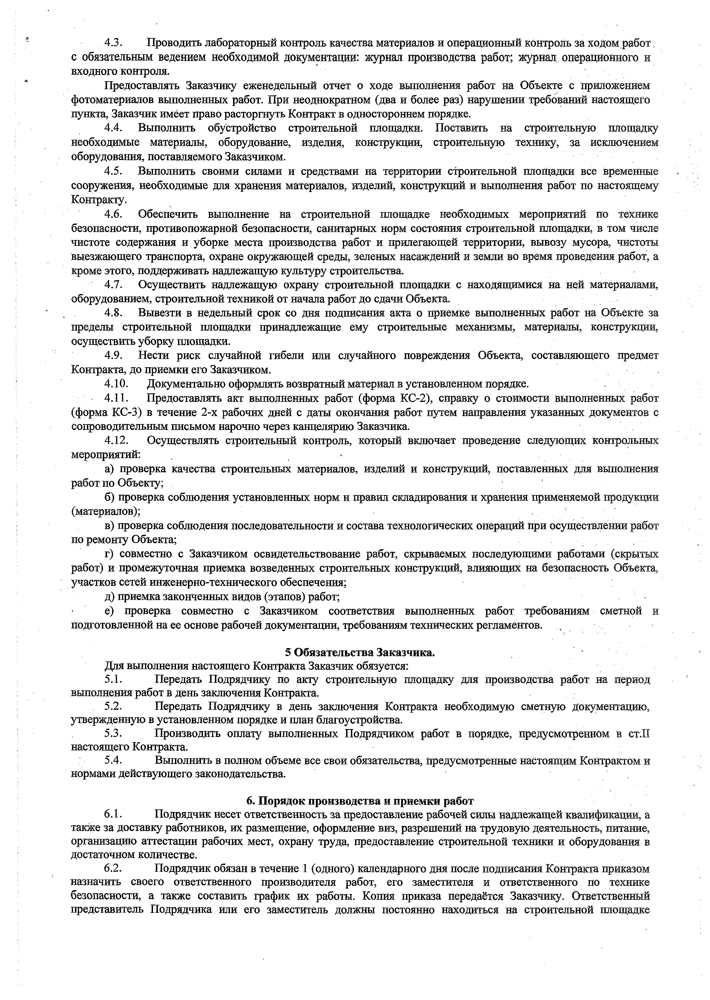 4.3. Проводить лабораторный контроль качества материалов и операционный контроль за ходом работ
с обязательным ведением необходимой документации: журнал производства работ; журнал операционного и
входного контроля.
Предоставлять Заказчику еженедельный отчет о ходе выполнения работ на Объекте с приложением
фотоматериалов выполненных работ. При неоднократном (два и более раз) нарушении требований настоящего
пункта, Заказчик имеет право расторгнуть Контракт в одностороннем порядке.
4.4. Выполнить обустройство строительной площадки. Поставить на строительную площадку
необходимые материалы, оборудование, изделия, конструкции, строительную технику, за исключением
оборудования, поставляемого Заказчиком.
4.5. Выполнить своими силами и средствами на территории строительной площадки все временные
сооружения, необходимые для хранения материалов, изделий, конструкций и выполнения работ по настоящему
Контракту.
4.6. Обеспечить выполнение на строительной площадке необходимых мероприятий по технике
безопасности, противопожарной безопасности, санитарных норм состояния строительной площадки, в том числе
чистоте содержания и уборке места производства работ и прилегающей территории, вывозу мусора, чистоты
выезжающего транспорта, охране окружающей среды, зеленых насаждений и земли во время проведения работ, а
кроме этого, поддерживать надлежащую культуру строительства.
4.7. Осуществить надлежащую охрану строительной площадки с находящимися на ней материалами,
оборудованием, строительной техникой от начала работ до сдачи Объекта.
4.8. Вывезти в недельный срок со дня подписания акта о приемке выполненных работ на Объекте за
пределы строительной площадки принадлежащие ему строительные механизмы, материалы, конструкции,
осуществить уборку площадки.
4.9. Нести риск случайной гибели или случайного повреждения Объекта, составляющего предмет
Контракта, до приемки его Заказчиком.
4.10. Документально оформлять возвратный материал в установленном порядке.
4.11. Предоставлять акт выполненных работ (форма КС-2), справку о стоимости выполненных работ
(форма КС-3) в течение 2-х рабочих дней с даты окончания работ путем направления указанных документов с
сопроводительным письмом нарочно через канцелярию Заказчика.
4.12. Осуществлять строительный контроль, который включает проведение следующих контрольных
мероприятий:
а) проверка качества строительных материалов, изделий и конструкций, поставленных для выполнения
работ по Объекту;
б) проверка соблюдения установленных норм и правил складирования и хранения применяемой продукции
(материалов);
в) проверка соблюдения последовательности и состава технологических операций при осуществлении работ
по ремонту Объекта;
г) совместно с Заказчиком освидетельствование работ, скрываемых последующими работами (скрытых
работ) и промежуточная приемка возведенных строительных конструкций, влияющих на безопасность Объекта,
участков сетей инженерно-технического обеспечения;
д) приемка законченных видов (этапов) работ;
е) проверка совместно с Заказчиком соответствия выполненных работ требованиям сметной и
подготовленной на ее основе рабочей документации, требованиям технических регламентов.
5 Обязательства Заказчика.
Для выполнения настоящего Контракта Заказчик обязуется:
5.1. Передать Подрядчику по акту строительную площадку для производства работ на период
выполнения работ в день заключения Контракта.
5.2. Передать Подрядчику в день заключения Контракта необходимую сметную документацию,
утвержденную в установленном порядке и план благоустройства.
5.3. Производить оплату выполненных Подрядчиком работ в порядке, предусмотренном в ст.II
настоящего Контракта.
5.4. Выполнить в полном объеме все свои обязательства, предусмотренные настоящим Контрактом и
нормами действующего законодательства.
6. Порядок производства и приемки работ
6.1. Подрядчик несет ответственность за предоставление рабочей силы надлежащей квалификации, а
также за доставку работников, их размещение, оформление виз, разрешений на трудовую деятельность, питание,
организацию аттестации рабочих мест, охрану труда, предоставление строительной техники и оборудования в
достаточном количестве.
6.2. Подрядчик обязан в течение 1 (одного) календарного дня после подписания Контракта приказом
назначить своего ответственного производителя работ, его заместителя и ответственного по технике
безопасности, а также составить график их работы. Копия приказа передаётся Заказчику. Ответственный
представитель Подрядчика или его заместитель должны постоянно находиться на строительной площадке